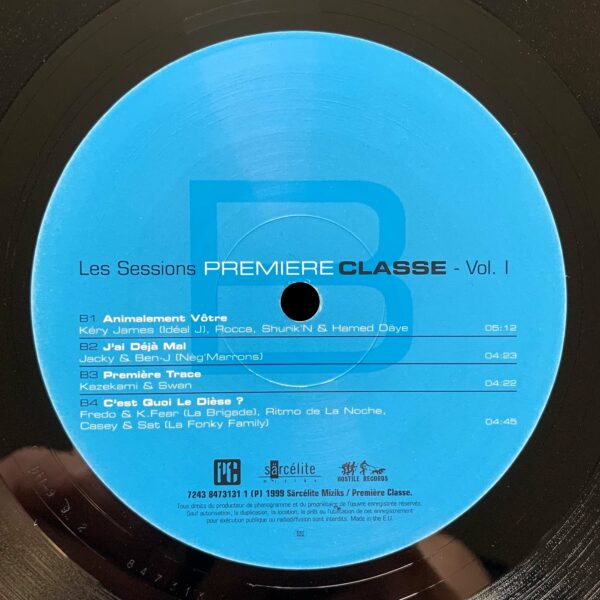 B
Les Sessions PREMIERE CLASSE - Vol. I
B1 Animalement Vôtre
Kéry James (Idéal J), Rocca, Shurik'N & Hamed Daye 05:12
B2 J'ai Déjà Mal
Jacky & Ben-J (Nèg'Marrons) 04:23
B3 Première Trace
Kazekami & Swan 04:22
B4 C'est Quoi Le Dièse ?
Fredo & K.Fear (La Brigade), Ritmo de La Noche,
Casey & Sat (La Fonky Family) 04:45
PC
sarcélite
miziks
HOSTILE RECORDS
7243 8473131 1 (P) 1999 Sarcélite Miziks / Première Classe.
Tous droits du producteur de phonogramme et du propriétaire de l'œuvre enregistrée réservés.
Sauf autorisation, la duplication, la location, le prêt ou l'utilisation de cet enregistrement
pour exécution publique ou radiodiffusion sont interdits. Made in the E.U.